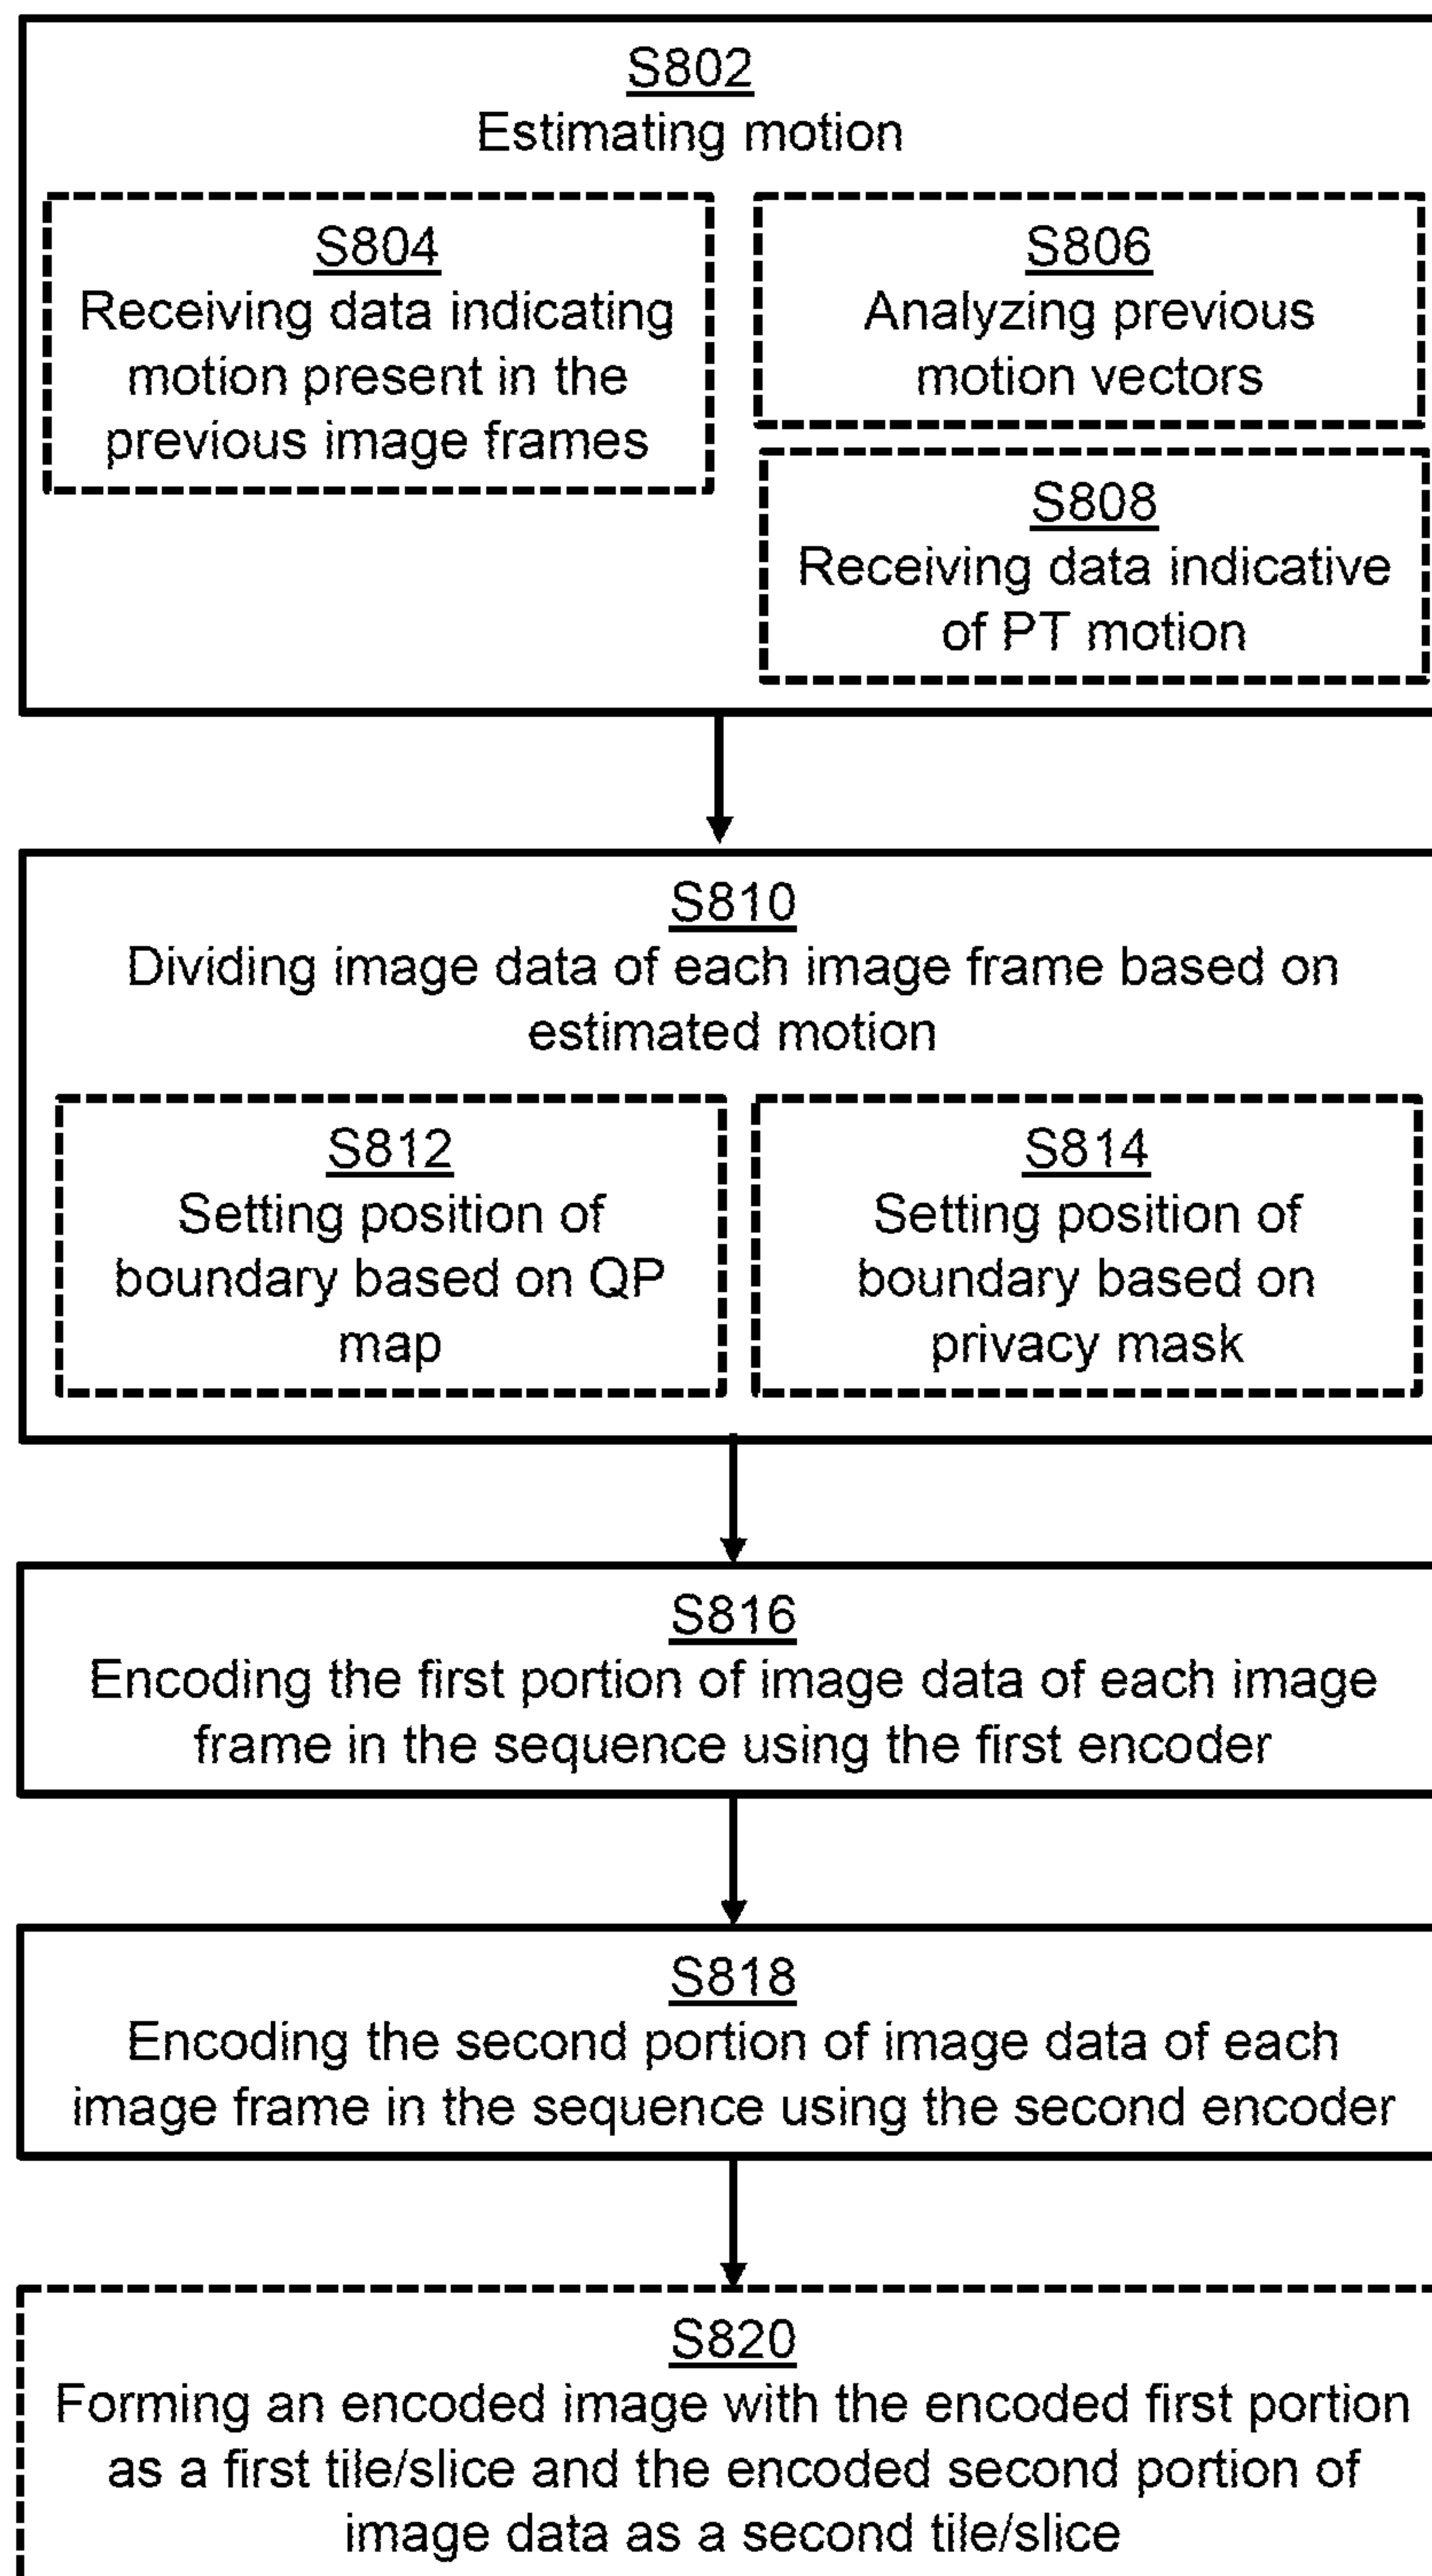 S802
Estimating motion
S804
Receiving data indicating
motion present in the
previous image frames
S806
Analyzing previous
motion vectors
S808
Receiving data indicative
of PT motion
S810
Dividing image data of each image frame based on
estimated motion
S812
Setting position of
boundary based on QP
map
S814
Setting position of
boundary based on
privacy mask
S816
Encoding the first portion of image data of each image
frame in the sequence using the first encoder
S818
Encoding the second portion of image data of each
image frame in the sequence using the second encoder
S820
Forming an encoded image with the encoded first portion
as a first tile/slice and the encoded second portion of
image data as a second tile/slice